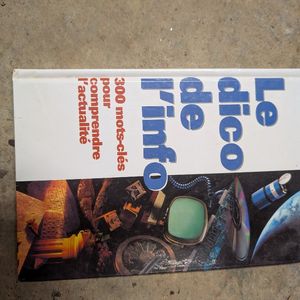 Le
dico
de
l'info
300 mots-clés
pour
comprendre
l'actualité